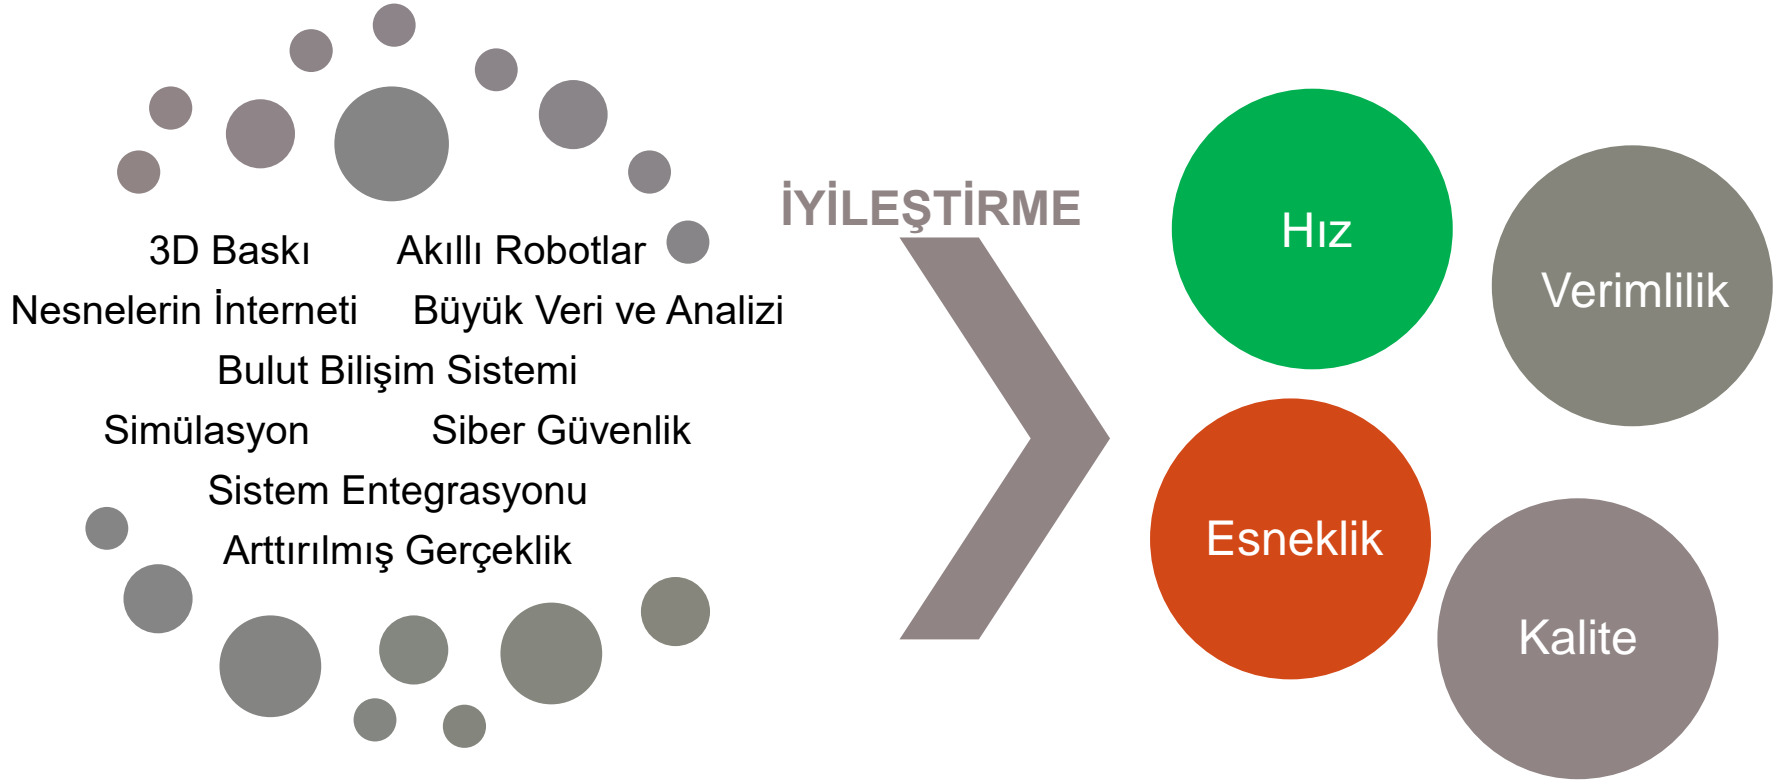 3D Baskı Akıllı Robotlar
Nesnelerin İnterneti Büyük Veri ve Analizi
Bulut Bilişim Sistemi
Simülasyon Siber Güvenlik
Sistem Entegrasyonu
Arttırılmış Gerçeklik
İYİLEŞTİRME
Hız
Verimlilik
Esneklik
Kalite